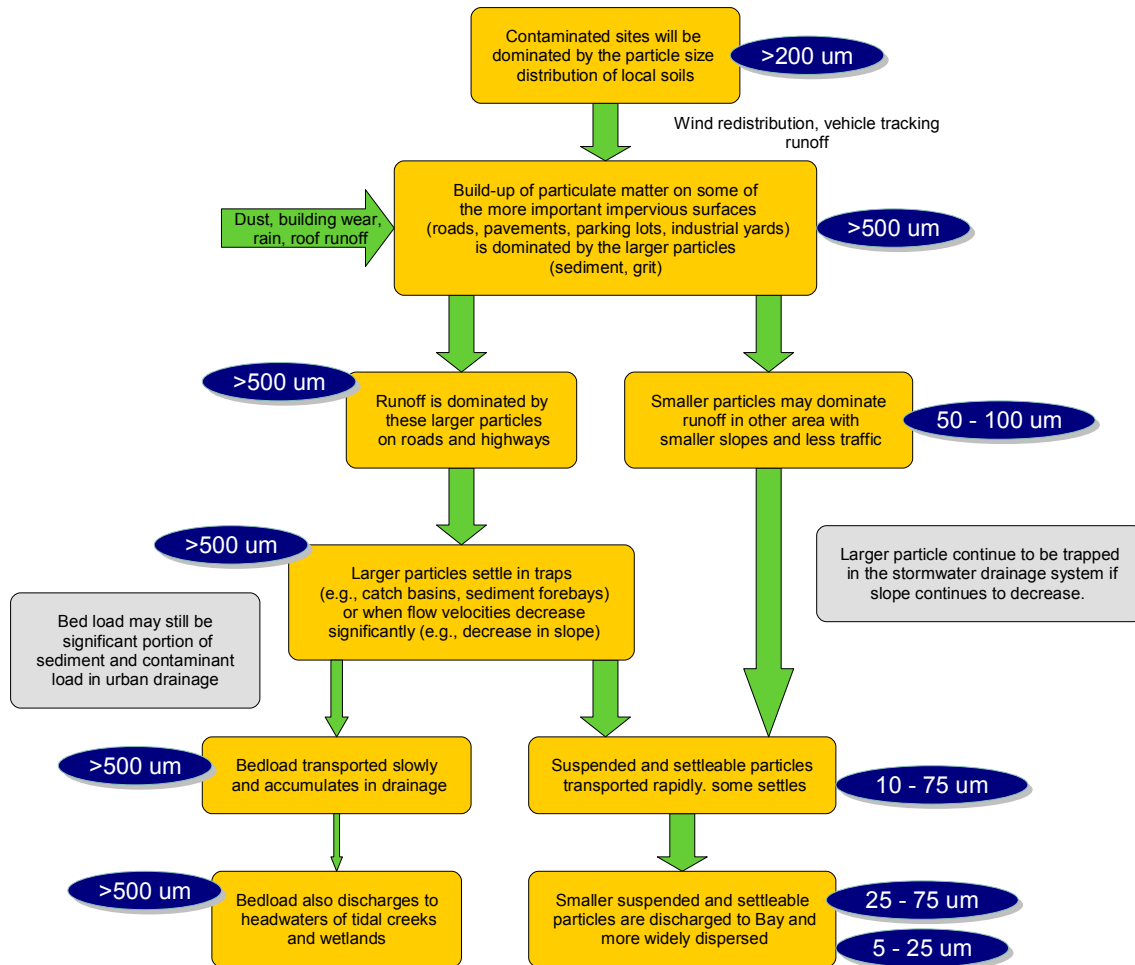 Contaminated sites will be
dominated by the particle size
distribution of local soils
>200 um
Wind redistribution, vehicle tracking
runoff
Dust, building wear,
rain, roof runoff
Build-up of particulate matter on some of
the more important impervious surfaces
(roads, pavements, parking lots, industrial yards)
is dominated by the larger particles
(sediment, grit)
>500 um
>500 um
Runoff is dominated by
these larger particles
on roads and highways
Smaller particles may dominate
runoff in other area with
smaller slopes and less traffic
50 - 100 um
>500 um
Larger particles settle in traps
(e.g., catch basins, sediment forebays)
or when flow velocities decrease
significantly (e.g., decrease in slope)
Larger particle continue to be trapped
in the stormwater drainage system if
slope continues to decrease.
Bed load may still be
significant portion of
sediment and contaminant
load in urban drainage
>500 um
Bedload transported slowly
and accumulates in drainage
Suspended and settleable particles
transported rapidly. some settles
10 - 75 um
>500 um
Bedload also discharges to
headwaters of tidal creeks
and wetlands
Smaller suspended and settleable
particles are discharged to Bay and
more widely dispersed
25 - 75 um
5 - 25 um